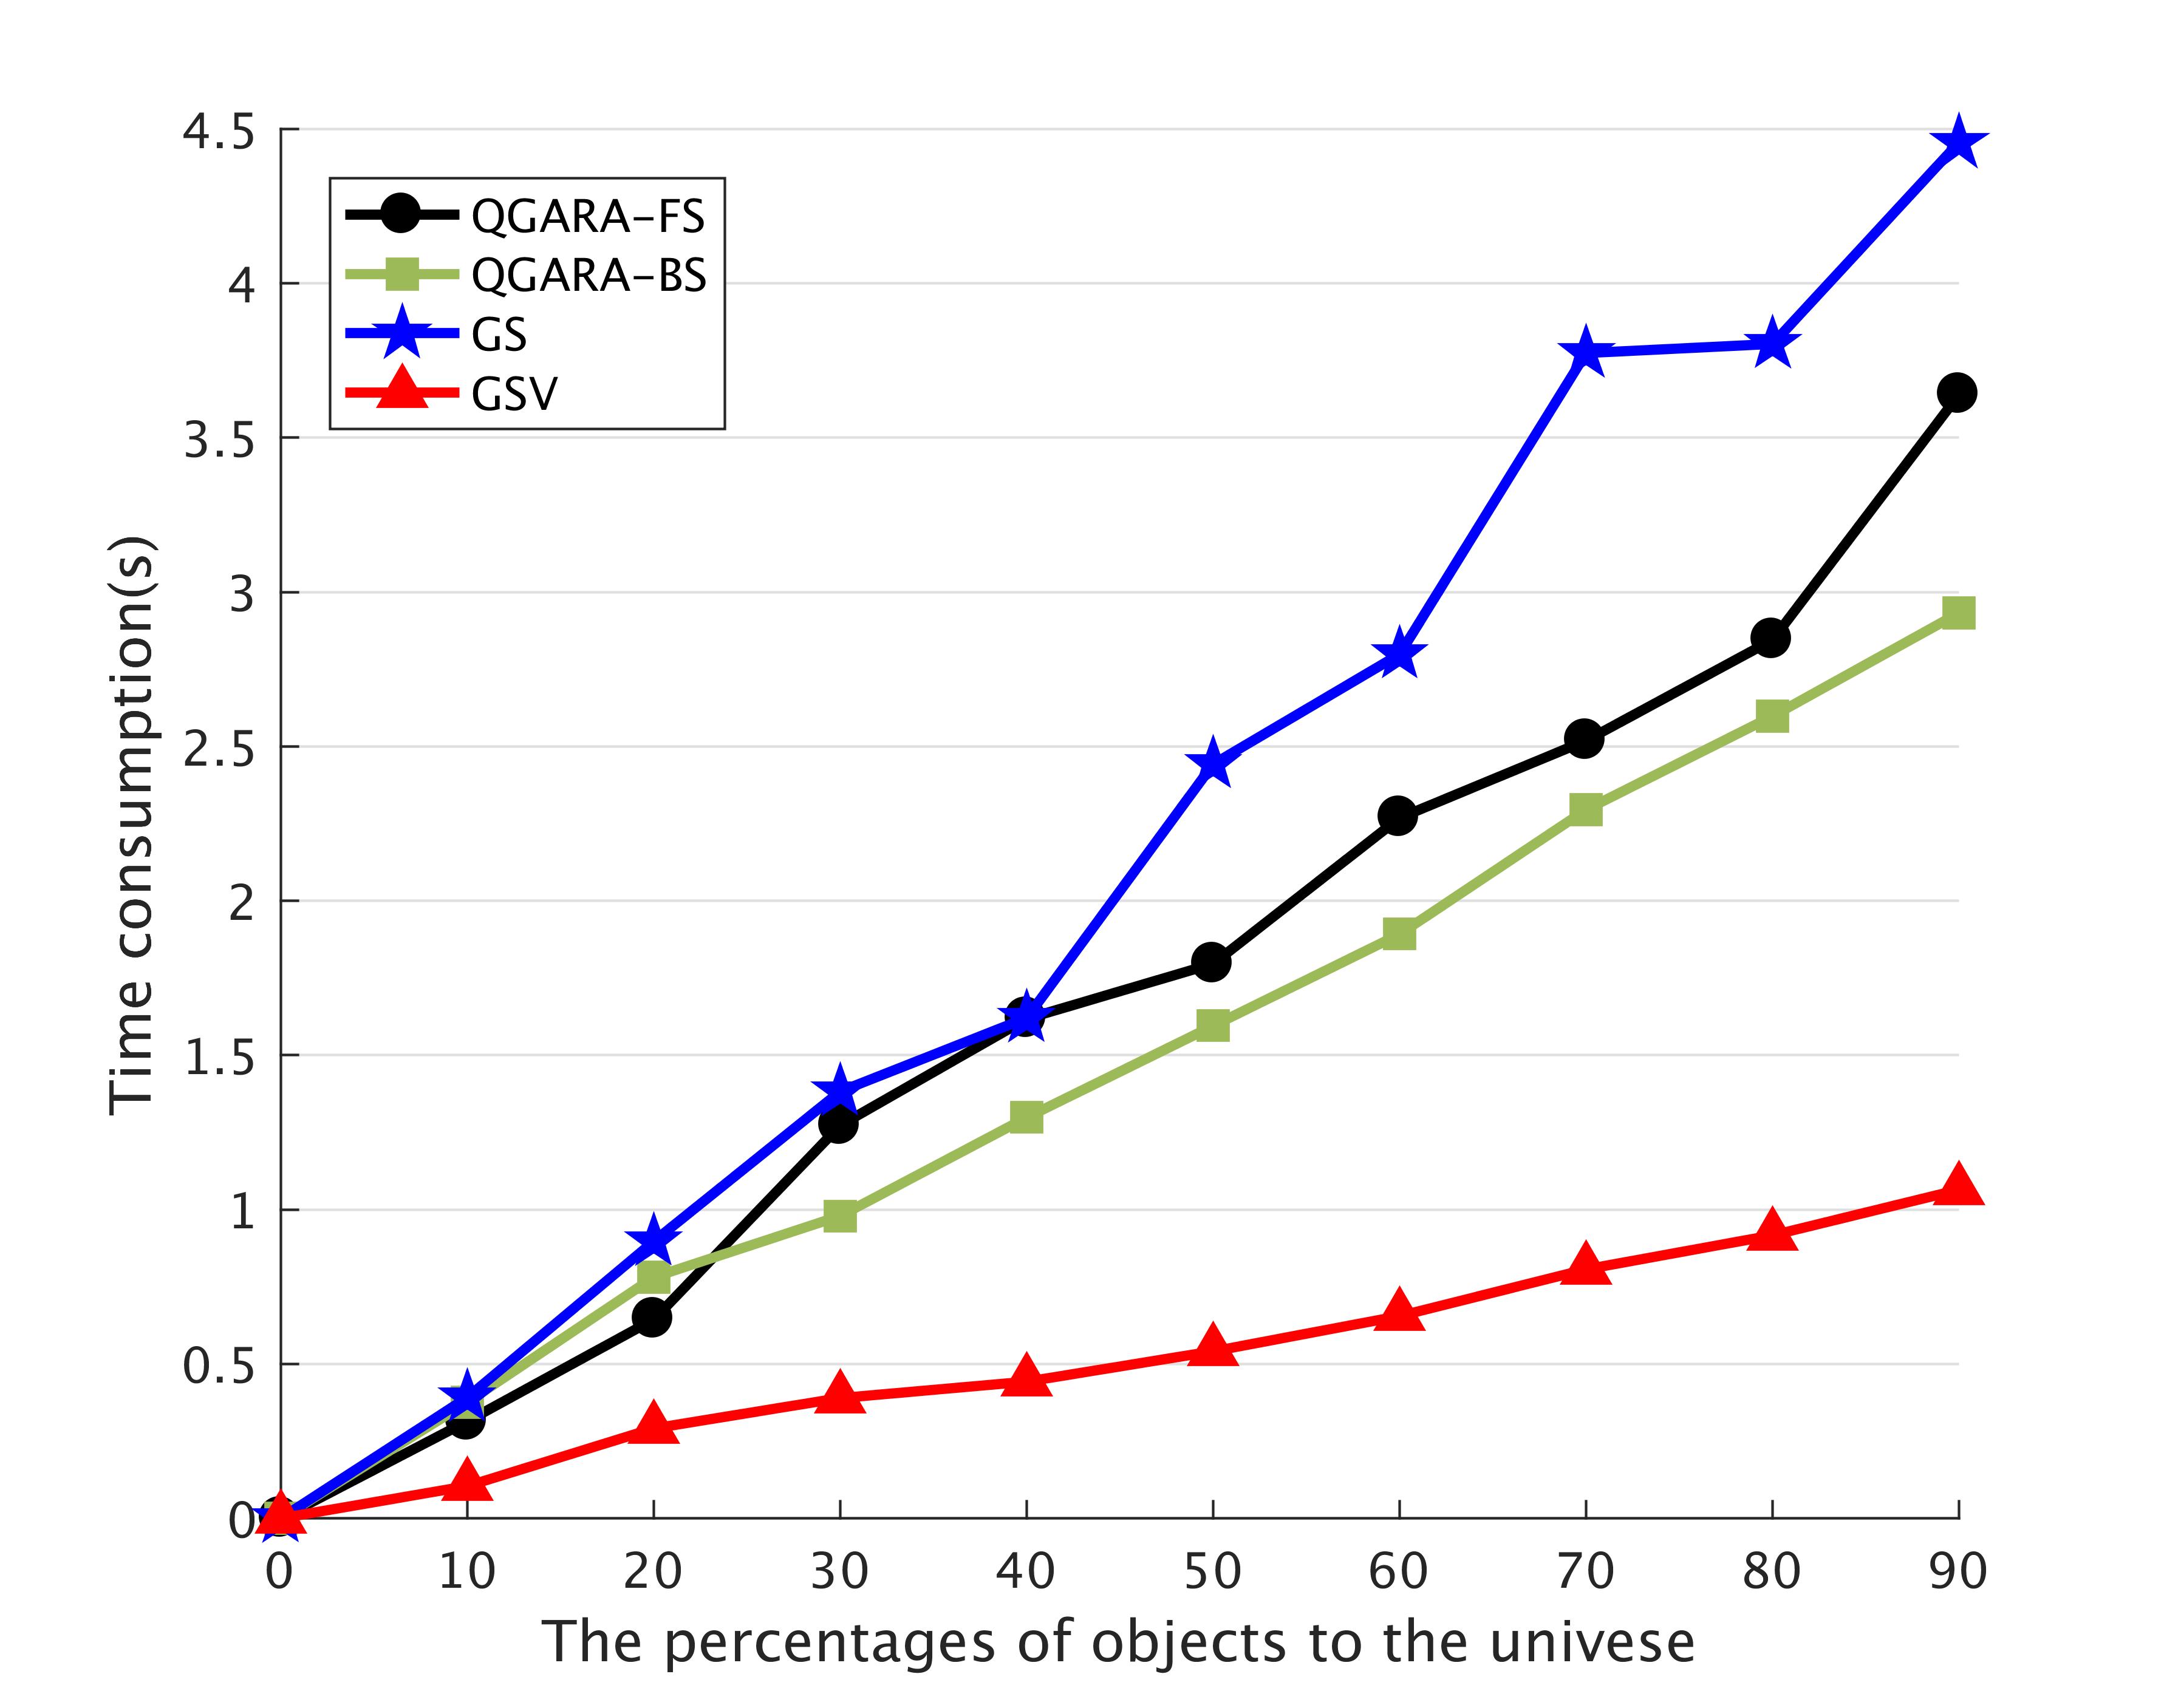 4.5
4
3.5
3
2.5
2
1.5
1
0.5
0
Time consumption(s)
QGARA-FS
QGARA-BS
GS
GSV
0 10 20 30 40 50 60 70 80 90
The percentages of objects to the univese